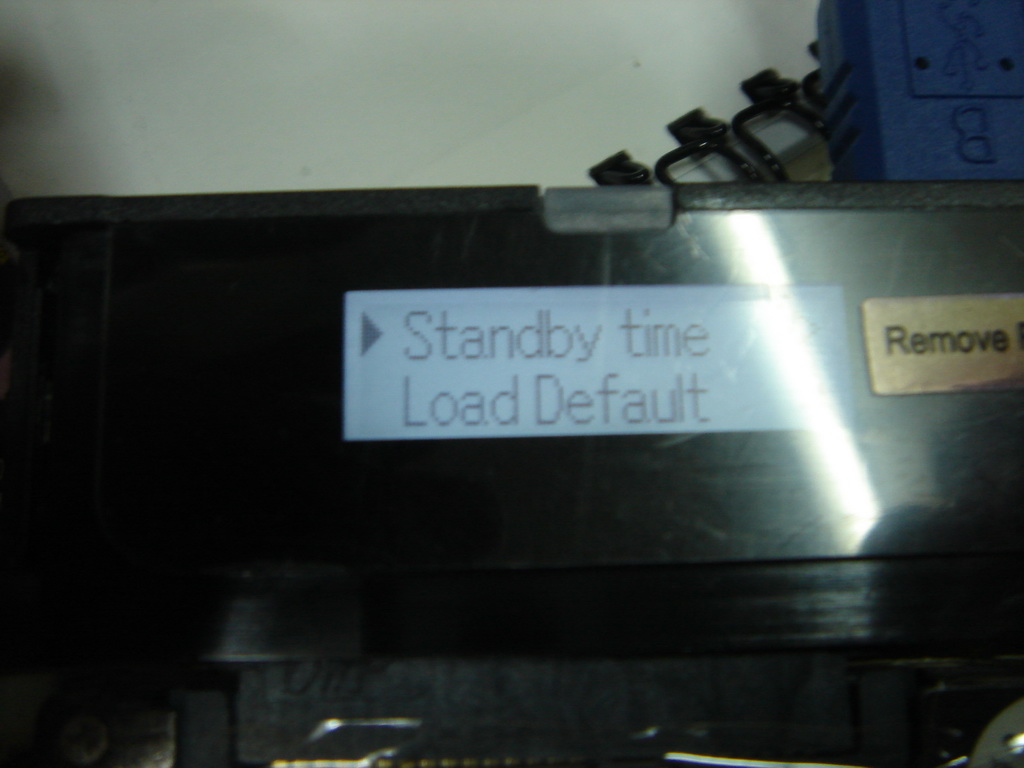 Standby time
Load Default
Remove